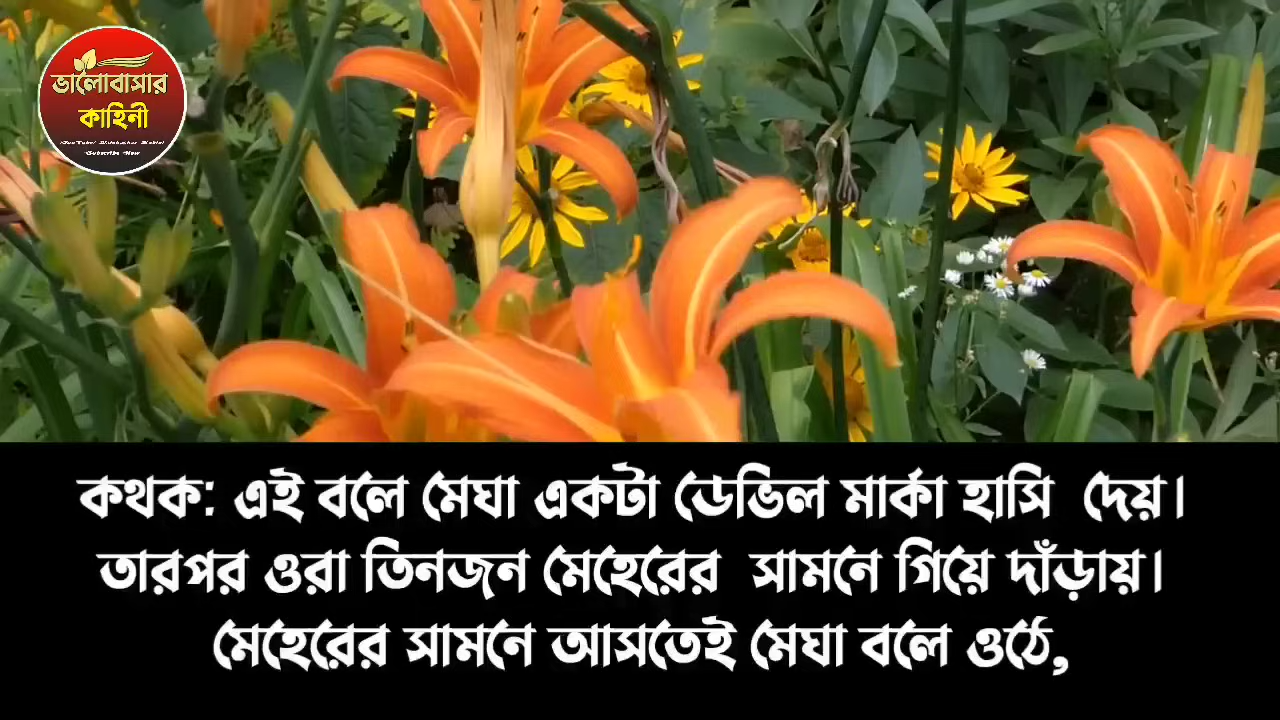 ভালোবাসার
কাহিনী
কথক: এই বলে মেঘা একটা ডেভিল মার্কা হাসি দেয়।
তারপর ওরা তিনজন মেহেরের সামনে গিয়ে দাঁড়ায়।
মেহেরের সামনে আসতেই মেঘা বলে ওঠে,